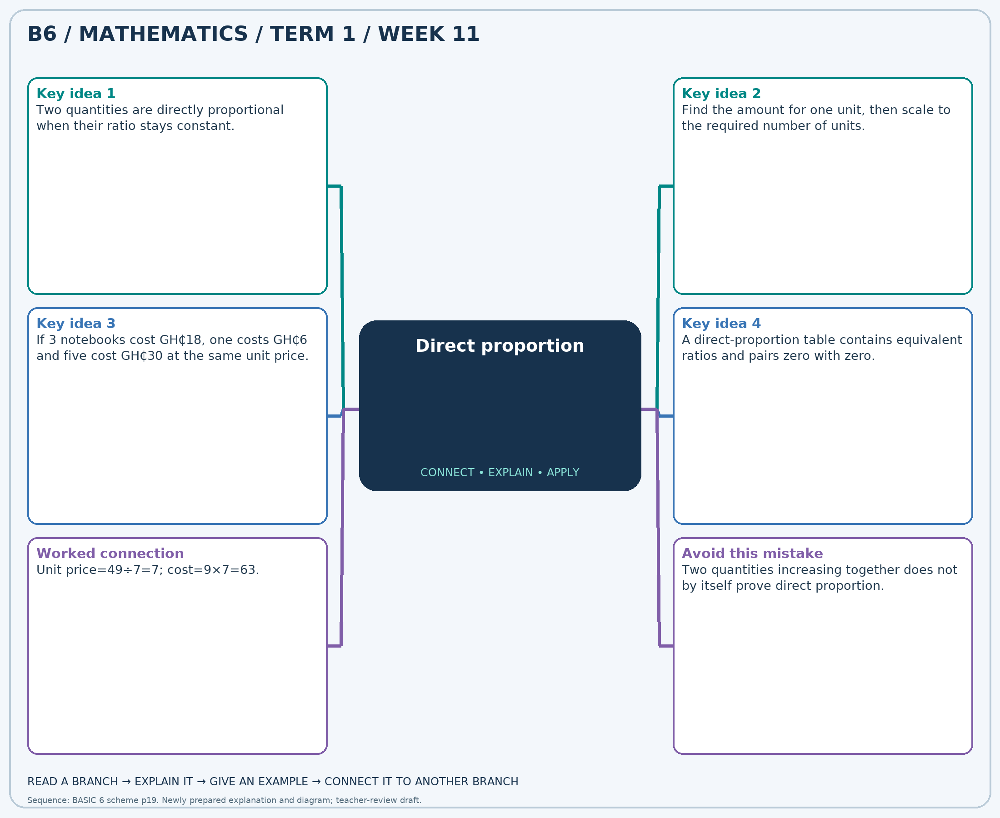 B6 / MATHEMATICS / TERM 1 / WEEK 11
Key idea 1
Two quantities are directly proportional
when their ratio stays constant.
Key idea 2
Find the amount for one unit, then scale to
the required number of units.
Key idea 3
If 3 notebooks cost GH₵18, one costs GH₵6
and five cost GH₵30 at the same unit price.
Direct proportion
CONNECT • EXPLAIN • APPLY
Key idea 4
A direct-proportion table contains equivalent
ratios and pairs zero with zero.
Worked connection
Unit price=49÷7=7; cost=9×7=63.
Avoid this mistake
Two quantities increasing together does not
by itself prove direct proportion.
READ A BRANCH → EXPLAIN IT → GIVE AN EXAMPLE → CONNECT IT TO ANOTHER BRANCH
Sequence: BASIC 6 scheme p19. Newly prepared explanation and diagram; teacher-review draft.